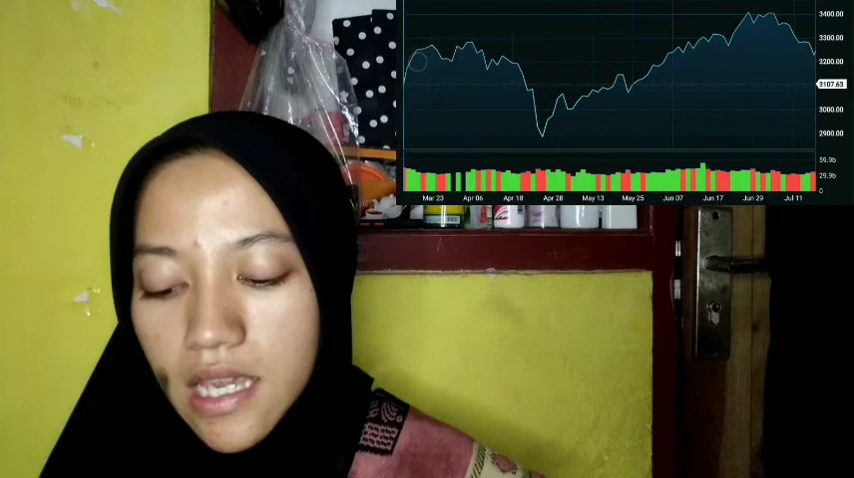 3400.00
3300.00
3200.00
3107.63
3000.00
2900.00
59.9b
29.9b
0
Mar 23 Apr 06 Apr 18 Apr 28 May 13 May 25 Jun 07 Jun 17 Jun 29 Jul 11